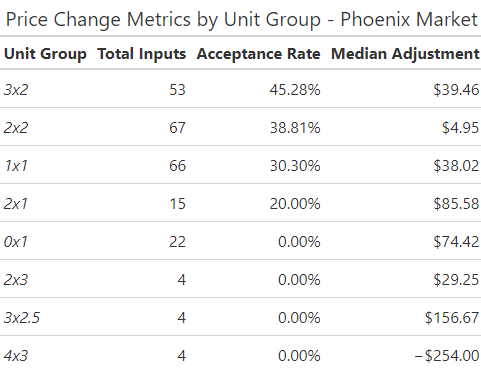 Price Change Metrics by Unit Group - Phoenix Market
Unit Group Total Inputs Acceptance Rate Median Adjustment
3x2 53 45.28% $39.46
2x2 67 38.81% $4.95
1x1 66 30.30% $38.02
2x1 15 20.00% $85.58
0x1 22 0.00% $74.42
2x3 4 0.00% $29.25
3x2.5 4 0.00% $156.67
4x3 4 0.00% −$254.00